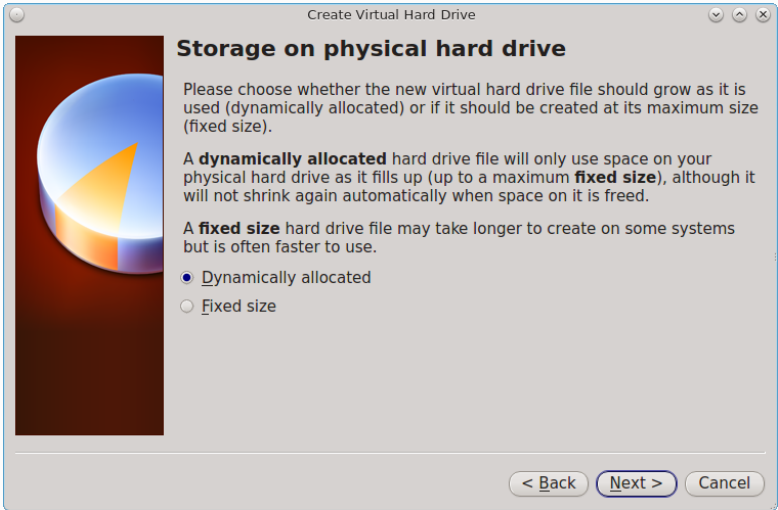 Create Virtual Hard Drive
Storage on physical hard drive
Please choose whether the new virtual hard drive file should grow as it is
used (dynamically allocated) or if it should be created at its maximum size
(fixed size).
A dynamically allocated hard drive file will only use space on your
physical hard drive as it fills up (up to a maximum fixed size), although it
will not shrink again automatically when space on it is freed.
A fixed size hard drive file may take longer to create on some systems
but is often faster to use.
Dynamically allocated
Fixed size
< Back Next > Cancel